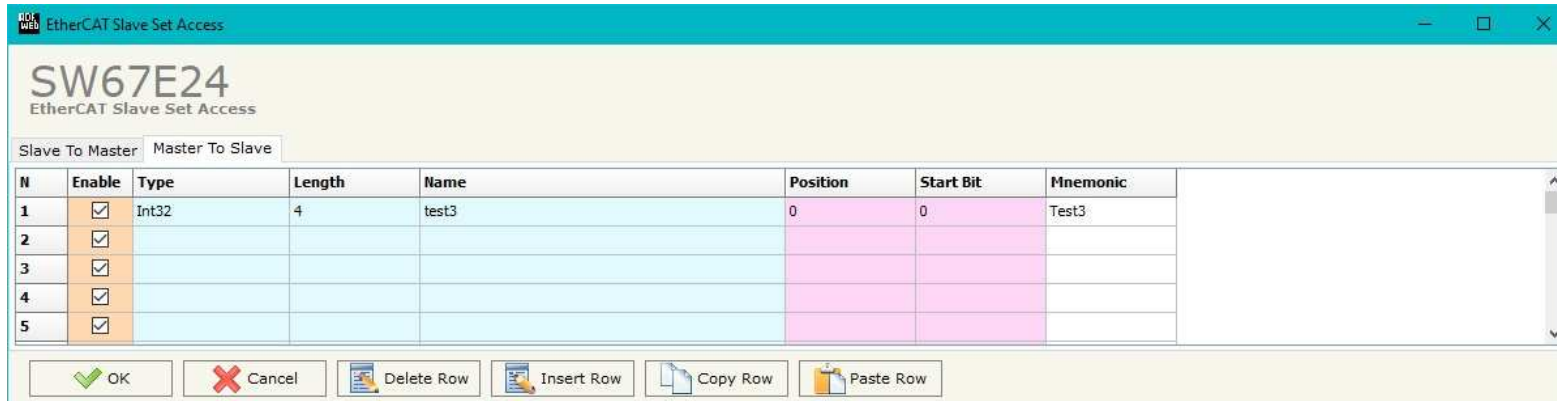 ADF
WEB EtherCAT Slave Set Access
SW67E24
EtherCAT Slave Set Access
Slave To Master Master To Slave
N Enable Type Length Name Position Start Bit Mnemonic
1 Int32 4 test3 0 0 Test3
2
3
4
5
OK Cancel Delete Row Insert Row Copy Row Paste Row